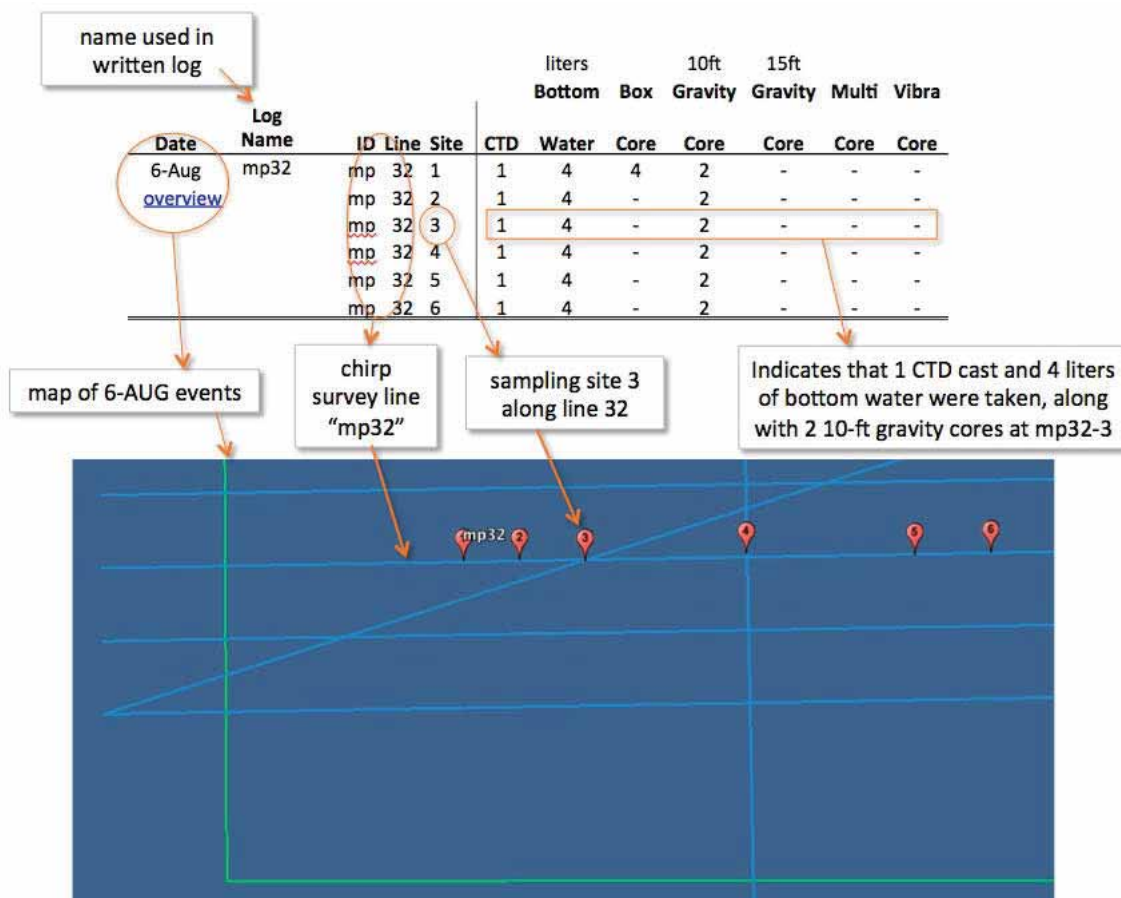 name used in
written log
liters 10ft 15ft
Bottom Box Gravity Gravity Multi Vibra
Log
Date Name ID Line Site CTD Water Core Core Core Core Core
6-Aug mp32 mp 32 1 1 4 4 2 - - -
overview mp 32 2 1 4 - 2 - - -
mp 32 3 1 4 - 2 - - -
mp 32 4 1 4 - 2 - - -
mp 32 5 1 4 - 2 - - -
mp 32 6 1 4 - 2 - - -
map of 6-AUG events
chirp
survey line
“mp32”
sampling site 3
along line 32
Indicates that 1 CTD cast and 4 liters
of bottom water were taken, along
with 2 10-ft gravity cores at mp32-3
mp32 2 3 4 5 6